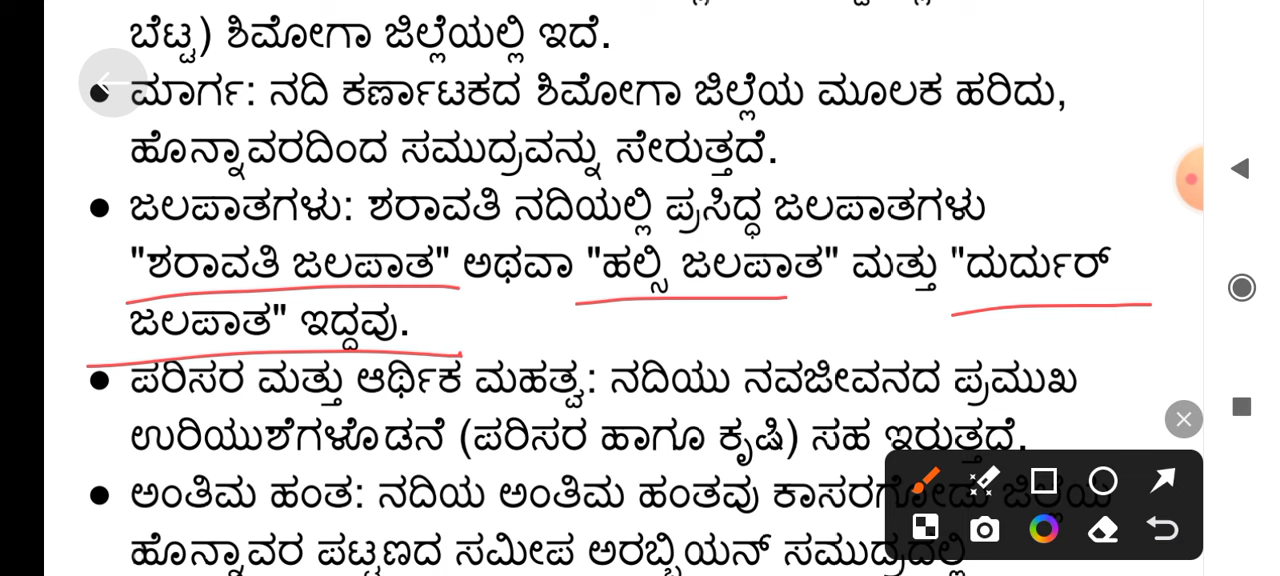 ಬೆಟ್ಟ) ಶಿಮೋಗಾ ಜಿಲ್ಲೆಯಲ್ಲಿ ಇದೆ.
● ಮಾರ್ಗ: ನದಿ ಕರ್ಣಾಟಕದ ಶಿಮೋಗಾ ಜಿಲ್ಲೆಯ ಮೂಲಕ ಹರಿದು,
ಹೊನ್ನಾವರದಿಂದ ಸಮುದ್ರವನ್ನು ಸೇರುತ್ತದೆ.
● ಜಲಪಾತಗಳು: ಶರಾವತಿ ನದಿಯಲ್ಲಿ ಪ್ರಸಿದ್ಧ ಜಲಪಾತಗಳು
"ಶರಾವತಿ ಜಲಪಾತ" ಅಥವಾ "ಹಲ್ಸಿ ಜಲಪಾತ" ಮತ್ತು "ದುರ್ದುರ್
ಜಲಪಾತ" ಇದ್ದವು.
● ಪರಿಸರ ಮತ್ತು ಆರ್ಥಿಕ ಮಹತ್ವ: ನದಿಯು ನವಜೀವನದ ಪ್ರಮುಖ
ಉರಿಯುಶೆಗಳೊಡನೆ (ಪರಿಸರ ಹಾಗೂ ಕೃಷಿ) ಸಹ ಇರುತ್ತದೆ.
● ಅಂತಿಮ ಹಂತ: ನದಿಯ ಅಂತಿಮ ಹಂತವು ಕಾಸರಗೋಡು ಜಿಲ್ಲೆಯ
ಹೊನ್ನಾವರ ಪಟ್ಟಣದ ಸಮೀಪ ಅರಬ್ಬಿಯನ್ ಸಮುದ್ರದಲ್ಲಿ